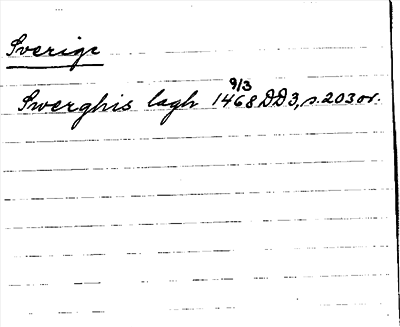 Sverige
Swerghis lagh 1468 9/3 DD3, s. 203 or.